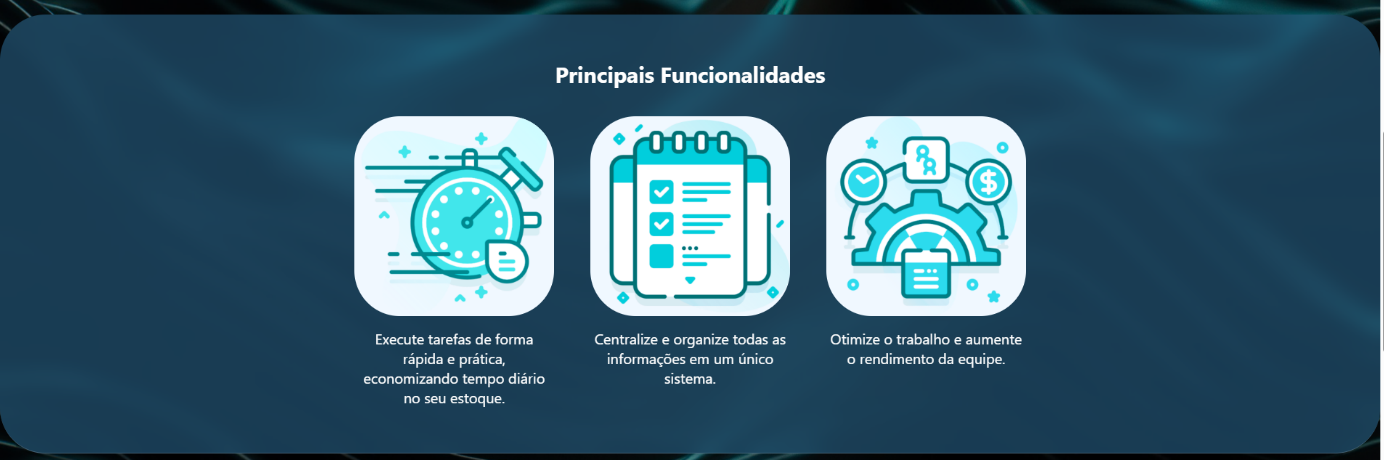 Principais Funcionalidades
Execute tarefas de forma
rápida e prática,
economizando tempo diário
no seu estoque.
Centralize e organize todas as
informações em um único
sistema.
Otimize o trabalho e aumente
o rendimento da equipe.